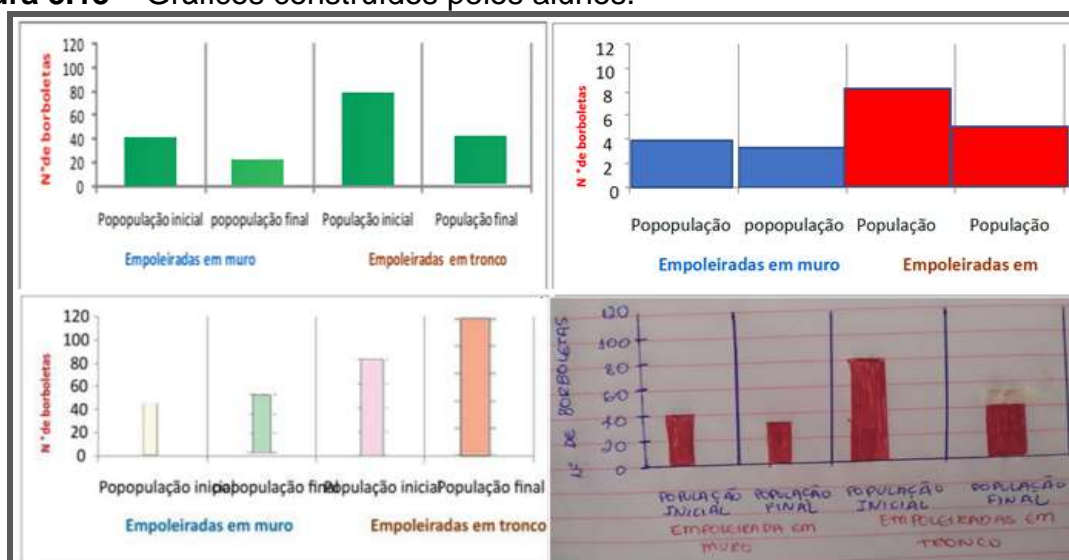 ura 3.13 – Gráficos construídos pelos alunos.
N°de borboletas
120
100
80
60
40
20
0
Popopulação inicial popopulação final População inicial População final
Empoleiradas em muro Empoleiradas em tronco
N °de borboletas
12
10
8
6
4
2
0
Popopulação popopulação População População
Empoleiradas em muro Empoleiradas em
N °de borboletas
120
100
80
60
40
20
0
Popopulação População inicial População final
Empoleiradas em muro Empoleiradas em tronco
Nº DE BORBOLETAS
120
100
80
60
40
20
0
POPULAÇÃO POPULAÇÃO POPULAÇÃO POPULAÇÃO
INICIAL FINAL INICIAL FINAL
EMPOLEIRADA EM EMPOLEIRADAS EM
MURO TRONCO